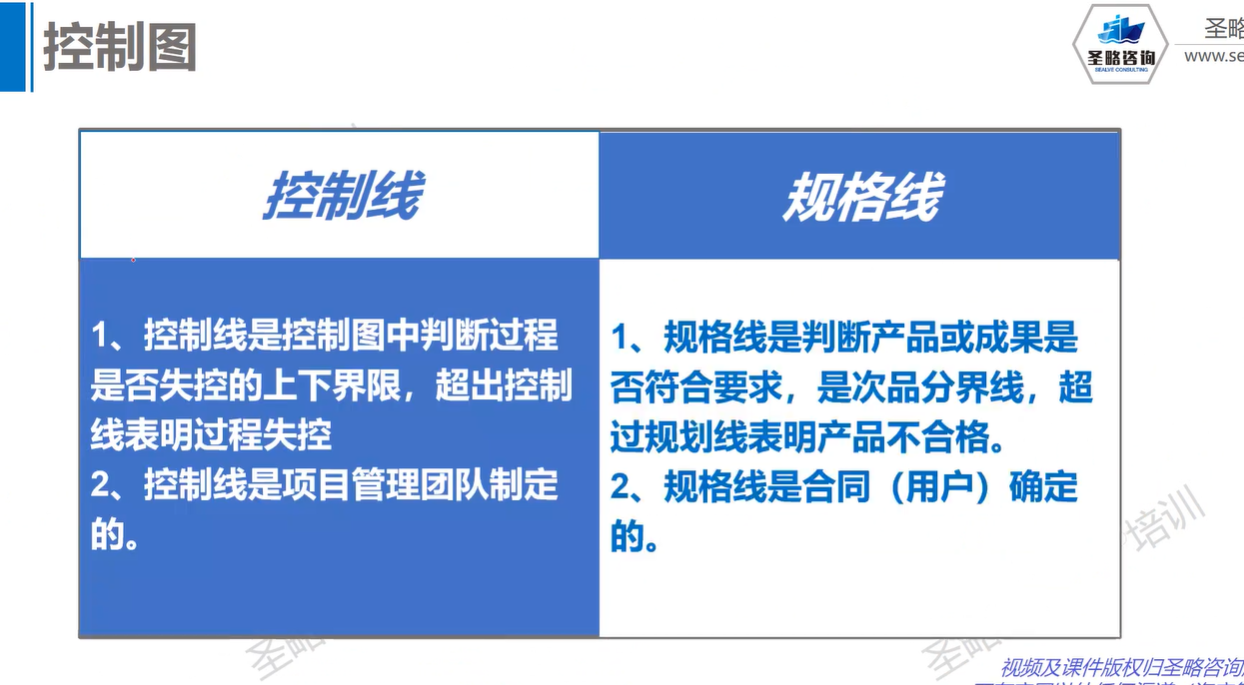 控制图
圣略咨询
SEALVE CONSULTING
圣略
www.se
控制线
规格线
1、控制线是控制图中判断过程
是否失控的上下界限，超出控制
线表明过程失控
2、控制线是项目管理团队制定
的。
1、规格线是判断产品或成果是
否符合要求，是次品分界线，超
过规划线表明产品不合格。
2、规格线是合同（用户）确定
的。
培训
圣略
圣略
视频及课件版权归圣略咨询